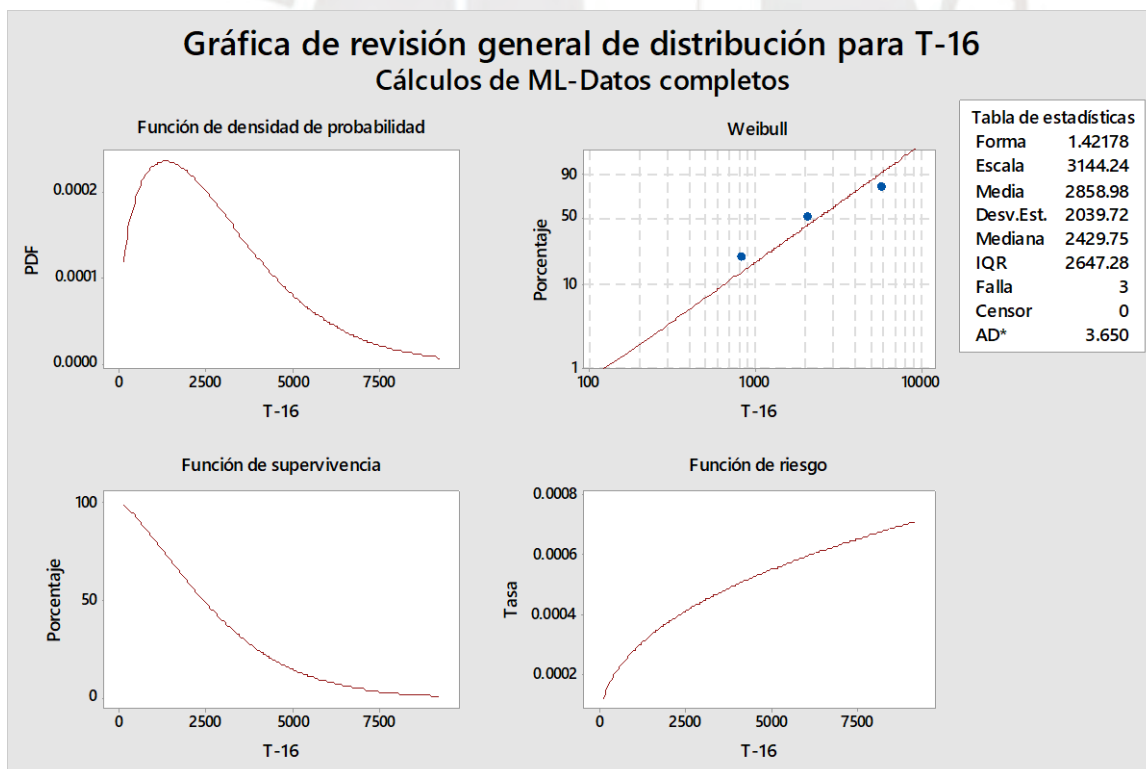 Gráfica de revisión general de distribución para T-16
Cálculos de ML-Datos completos
Función de densidad de probabilidad
PDF
0.0002
0.0001
0.0000
0 2500 5000 7500
T-16
Weibull
Porcentaje
90
50
10
1
100 1000 10000
T-16
Tabla de estadísticas
Forma 1.42178
Escala 3144.24
Media 2858.98
Desv.Est. 2039.72
Mediana 2429.75
IQR 2647.28
Falla 3
Censor 0
AD* 3.650
Función de supervivencia
Porcentaje
100
50
0
0 2500 5000 7500
T-16
Función de riesgo
Tasa
0.0008
0.0006
0.0004
0.0002
0 2500 5000 7500
T-16